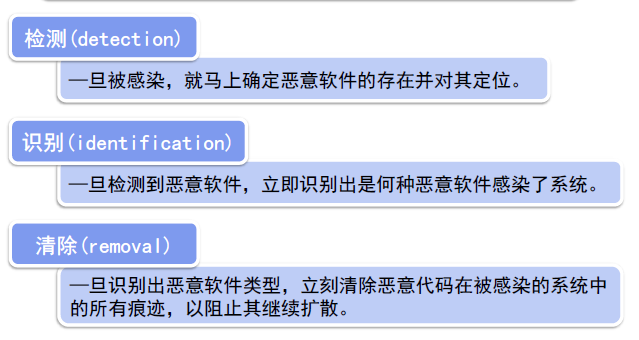 检测(detection)
一旦被感染，就马上确定恶意软件的存在并对其定位。
识别(identification)
一旦检测到恶意软件，立即识别出是何种恶意软件感染了系统。
清除(removal)
一旦识别出恶意软件类型，立刻清除恶意代码在被感染的系统中
的所有痕迹，以阻止其继续扩散。